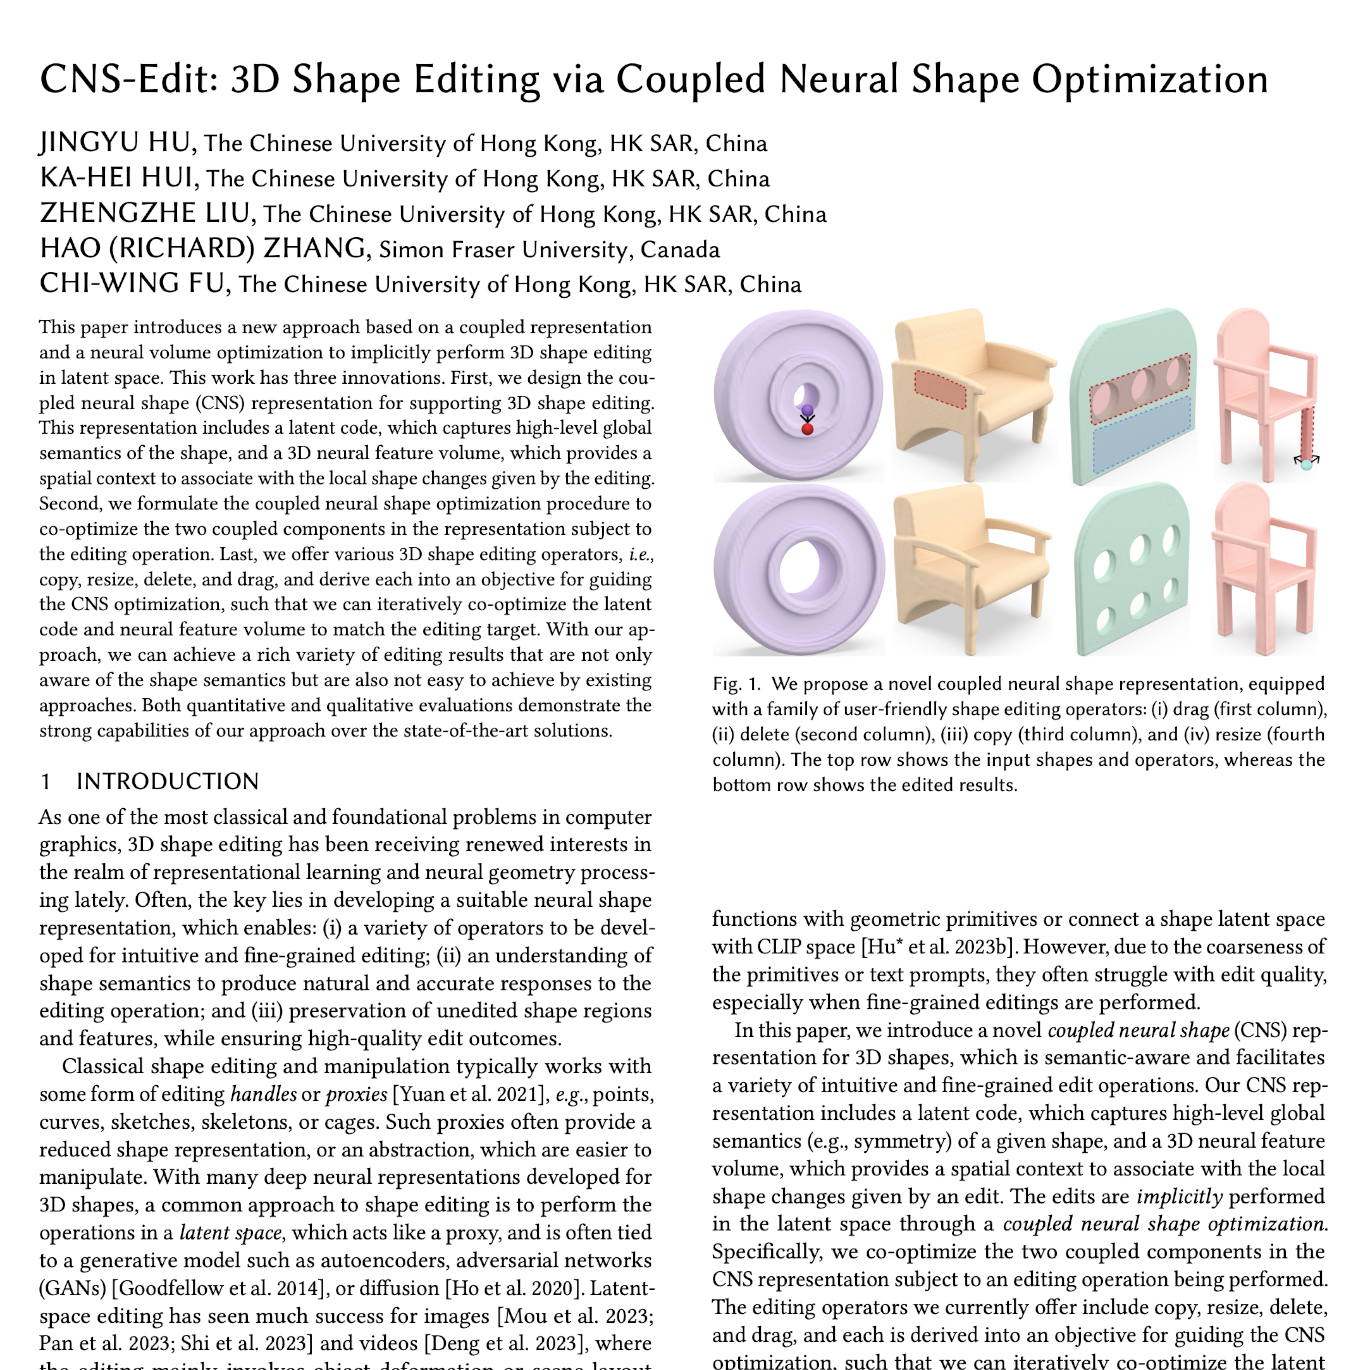 CNS-Edit: 3D Shape Editing via Coupled Neural Shape Optimization
JINGYU HU, The Chinese University of Hong Kong, HK SAR, China
KA-HEI HUI, The Chinese University of Hong Kong, HK SAR, China
ZHENGZHE LIU, The Chinese University of Hong Kong, HK SAR, China
HAO (RICHARD) ZHANG, Simon Fraser University, Canada
CHI-WING FU, The Chinese University of Hong Kong, HK SAR, China
This paper introduces a new approach based on a coupled representation
and a neural volume optimization to implicitly perform 3D shape editing
in latent space. This work has three innovations. First, we design the cou-
pled neural shape (CNS) representation for supporting 3D shape editing.
This representation includes a latent code, which captures high-level global
semantics of the shape, and a 3D neural feature volume, which provides a
spatial context to associate with the local shape changes given by the editing.
Second, we formulate the coupled neural shape optimization procedure to
co-optimize the two coupled components in the representation subject to
the editing operation. Last, we offer various 3D shape editing operators, i.e.,
copy, resize, delete, and drag, and derive each into an objective for guiding
the CNS optimization, such that we can iteratively co-optimize the latent
code and neural feature volume to match the editing target. With our ap-
proach, we can achieve a rich variety of editing results that are not only
aware of the shape semantics but are also not easy to achieve by existing
approaches. Both quantitative and qualitative evaluations demonstrate the
strong capabilities of our approach over the state-of-the-art solutions.
1 INTRODUCTION
As one of the most classical and foundational problems in computer
graphics, 3D shape editing has been receiving renewed interests in
the realm of representational learning and neural geometry process-
ing lately. Often, the key lies in developing a suitable neural shape
representation, which enables: (i) a variety of operators to be devel-
oped for intuitive and fine-grained editing; (ii) an understanding of
shape semantics to produce natural and accurate responses to the
editing operation; and (iii) preservation of unedited shape regions
and features, while ensuring high-quality edit outcomes.
Classical shape editing and manipulation typically works with
some form of editing handles or proxies [Yuan et al. 2021], e.g., points,
curves, sketches, skeletons, or cages. Such proxies often provide a
reduced shape representation, or an abstraction, which are easier to
manipulate. With many deep neural representations developed for
3D shapes, a common approach to shape editing is to perform the
operations in a latent space, which acts like a proxy, and is often tied
to a generative model such as autoencoders, adversarial networks
(GANs) [Goodfellow et al. 2014], or diffusion [Ho et al. 2020]. Latent-
space editing has seen much success for images [Mou et al. 2023;
Pan et al. 2023; Shi et al. 2023] and videos [Deng et al. 2023], where
the editing mainly involves object deformation or scene layout
Fig. 1. We propose a novel coupled neural shape representation, equipped
with a family of user-friendly shape editing operators: (i) drag (first column),
(ii) delete (second column), (iii) copy (third column), and (iv) resize (fourth
column). The top row shows the input shapes and operators, whereas the
bottom row shows the edited results.
functions with geometric primitives or connect a shape latent space
with CLIP space [Hu* et al. 2023b]. However, due to the coarseness of
the primitives or text prompts, they often struggle with edit quality,
especially when fine-grained editings are performed.
In this paper, we introduce a novel coupled neural shape (CNS) rep-
resentation for 3D shapes, which is semantic-aware and facilitates
a variety of intuitive and fine-grained edit operations. Our CNS rep-
resentation includes a latent code, which captures high-level global
semantics (e.g., symmetry) of a given shape, and a 3D neural feature
volume, which provides a spatial context to associate with the local
shape changes given by an edit. The edits are implicitly performed
in the latent space through a coupled neural shape optimization.
Specifically, we co-optimize the two coupled components in the
CNS representation subject to an editing operation being performed.
The editing operators we currently offer include copy, resize, delete,
and drag, and each is derived into an objective for guiding the CNS
optimization, such that we can iteratively co-optimize the latent